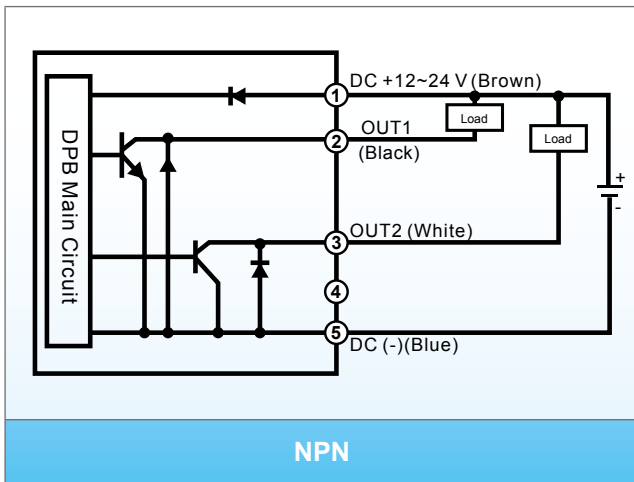 DC +12~24 V (Brown)
1
Load
OUT1
2
(Black)
Load
DPB Main Circuit
+
-
OUT2 (White)
3
4
5
DC (-)(Blue)
NPN